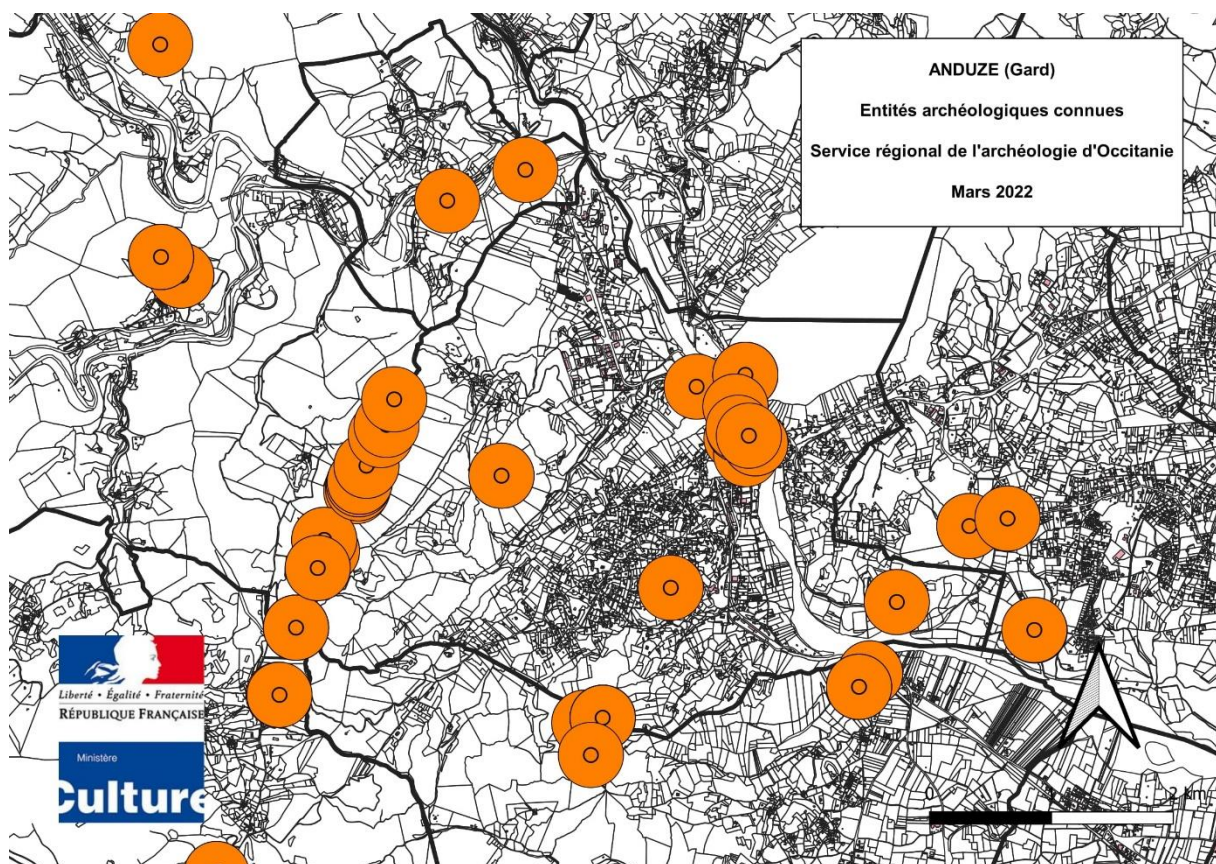 ANDUZE (Gard)
Entités archéologiques connues
Service régional de l'archéologie d'Occitanie
Mars 2022
Liberté • Égalité • Fraternité
RÉPUBLIQUE FRANÇAISE
Ministère
Culture
0 2 km